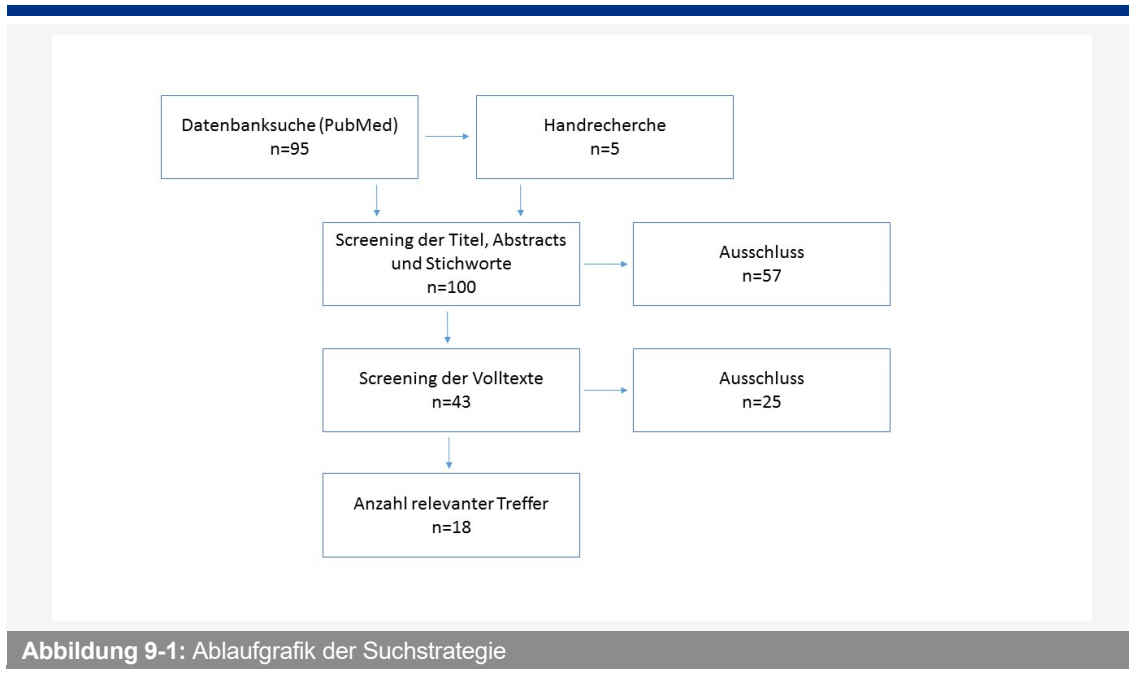 Datenbanksuche (PubMed)
n=95
Handrecherche
n=5
Screening der Titel, Abstracts
und Stichworte
n=100
Ausschluss
n=57
Screening der Volltexte
n=43
Ausschluss
n=25
Anzahl relevanter Treffer
n=18
Abbildung 9-1: Ablaufgrafik der Suchstrategie